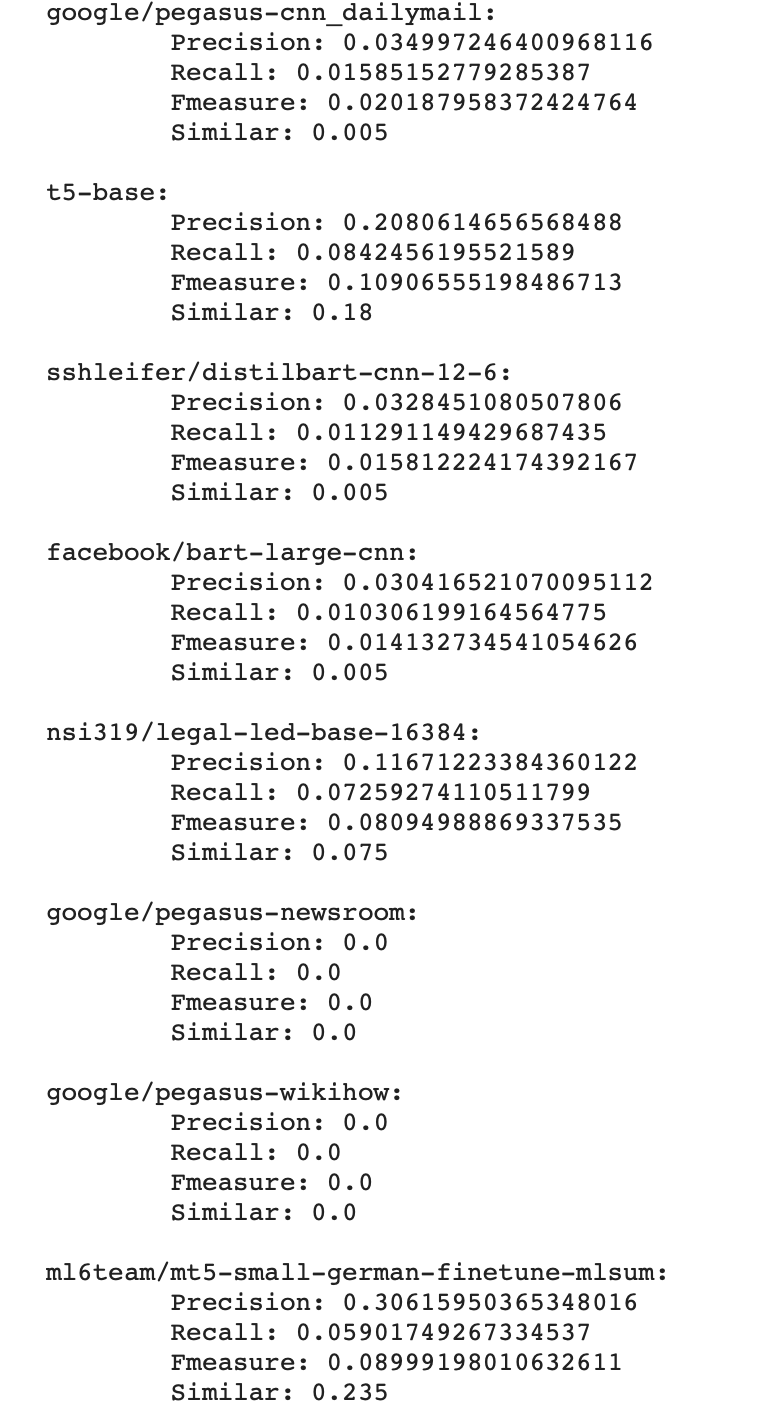 google/pegasus-cnn_dailymail:
Precision: 0.034997246400968116
Recall: 0.01585152779285387
Fmeasure: 0.020187958372424764
Similar: 0.005
t5-base:
Precision: 0.2080614656568488
Recall: 0.0842456195521589
Fmeasure: 0.10906555198486713
Similar: 0.18
sshleifer/distilbart-cnn-12-6:
Precision: 0.0328451080507806
Recall: 0.011291149429687435
Fmeasure: 0.015812224174392167
Similar: 0.005
facebook/bart-large-cnn:
Precision: 0.030416521070095112
Recall: 0.010306199164564775
Fmeasure: 0.014132734541054626
Similar: 0.005
nsi319/legal-led-base-16384:
Precision: 0.11671223384360122
Recall: 0.07259274110511799
Fmeasure: 0.08094988869337535
Similar: 0.075
google/pegasus-newsroom:
Precision: 0.0
Recall: 0.0
Fmeasure: 0.0
Similar: 0.0
google/pegasus-wikihow:
Precision: 0.0
Recall: 0.0
Fmeasure: 0.0
Similar: 0.0
ml6team/mt5-small-german-finetune-mlsum:
Precision: 0.30615950365348016
Recall: 0.05901749267334537
Fmeasure: 0.08999198010632611
Similar: 0.235